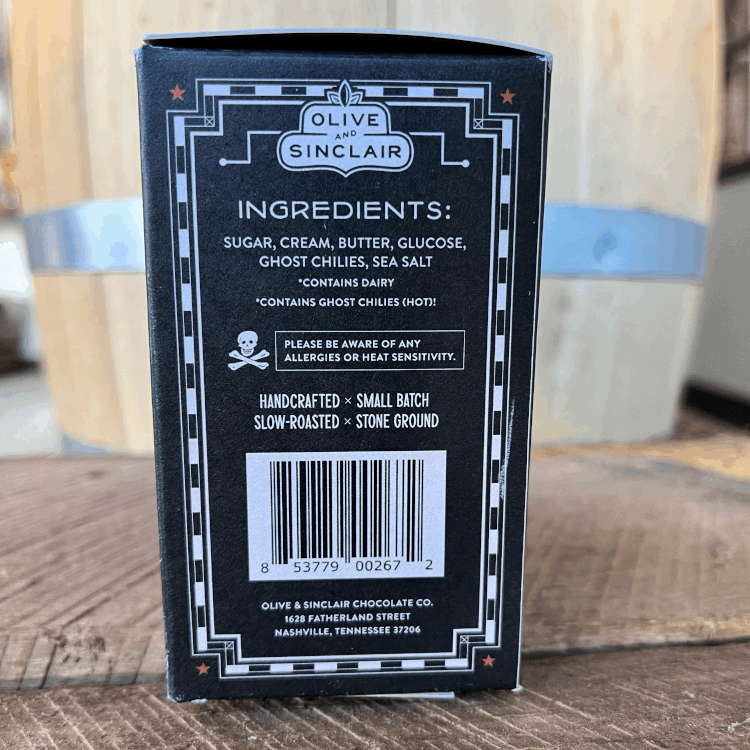 OLIVE
AND
SINCLAIR
INGREDIENTS:
SUGAR, CREAM, BUTTER, GLUCOSE,
GHOST CHILIES, SEA SALT
*CONTAINS DAIRY
*CONTAINS GHOST CHILIES (HOT)!
PLEASE BE AWARE OF ANY
ALLERGIES OR HEAT SENSITIVITY.
HANDCRAFTED × SMALL BATCH
SLOW-ROASTED × STONE GROUND
8 53779 00267 2
OLIVE & SINCLAIR CHOCOLATE CO.
1628 FATHERLAND STREET
NASHVILLE, TENNESSEE 37206